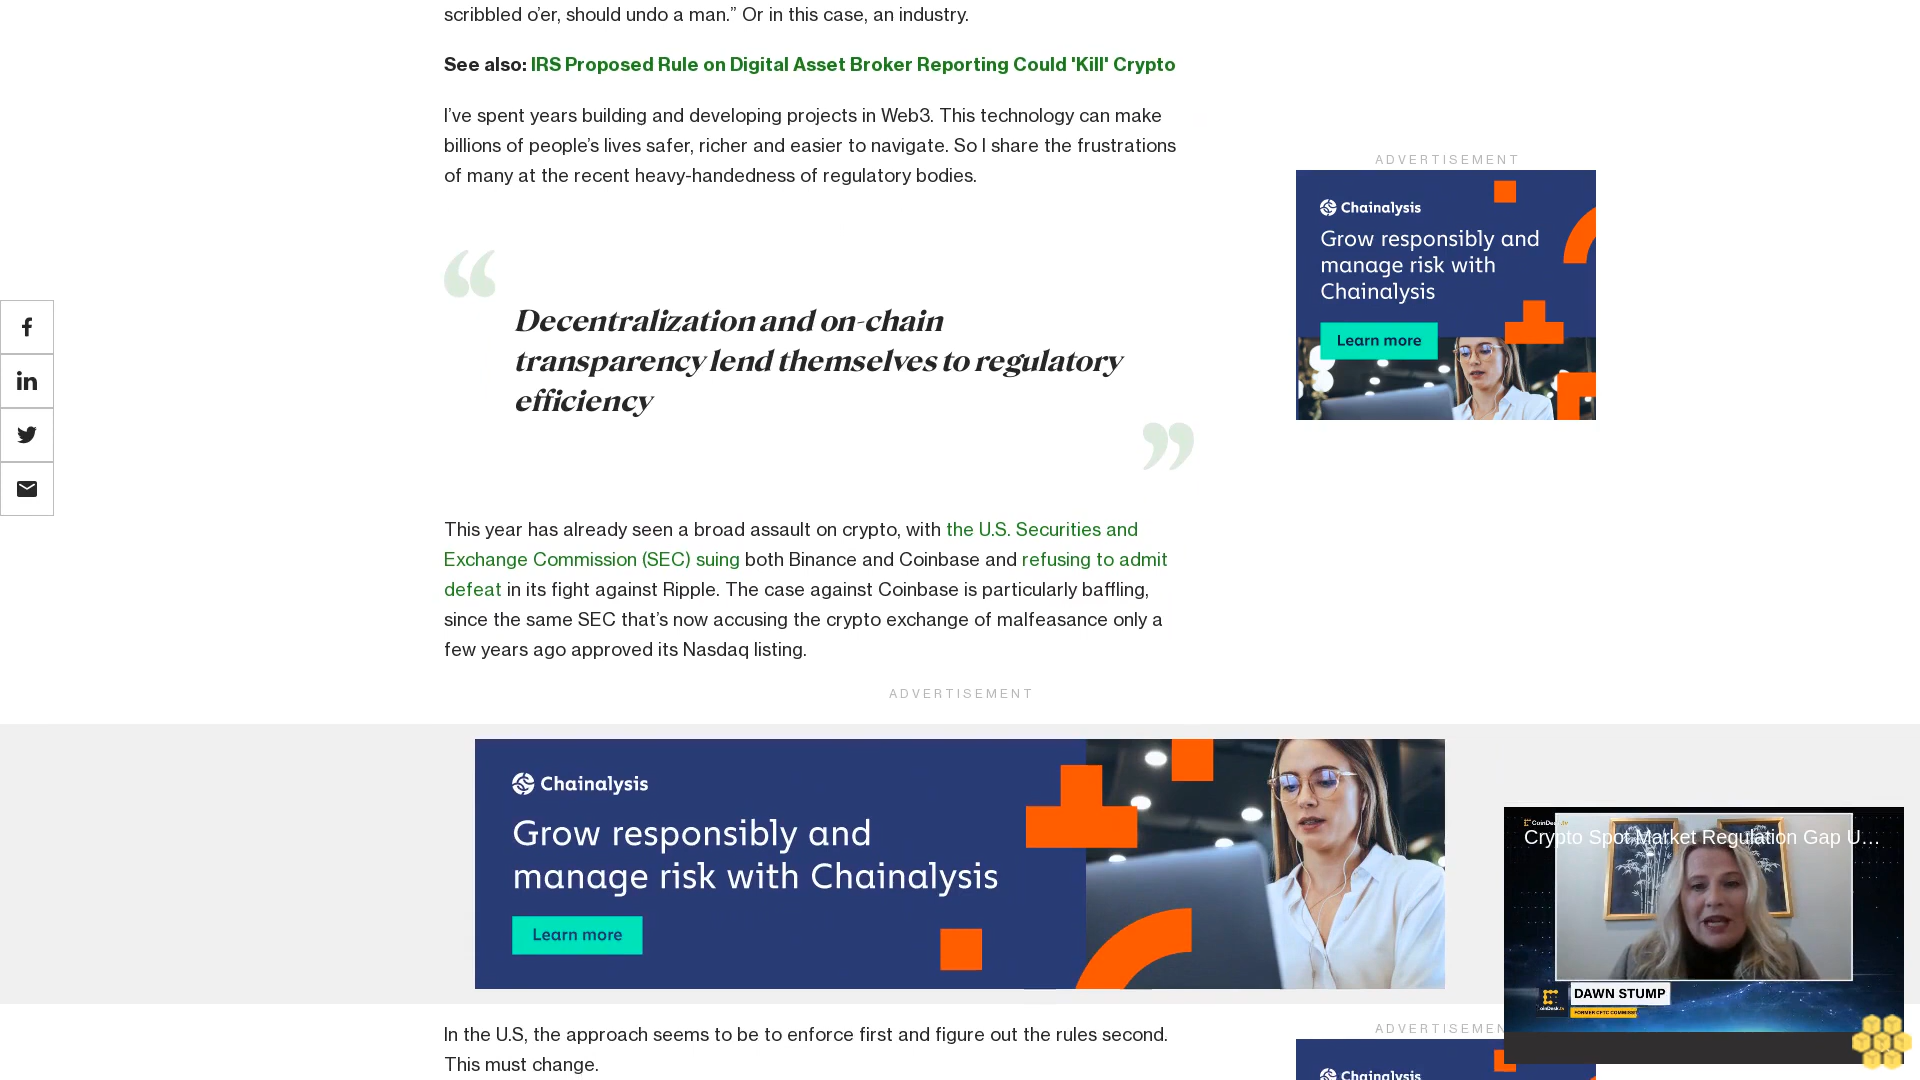 scribbled o’er, should undo a man.” Or in this case, an industry.
See also: IRS Proposed Rule on Digital Asset Broker Reporting Could 'Kill' Crypto
I’ve spent years building and developing projects in Web3. This technology can make
billions of people’s lives safer, richer and easier to navigate. So I share the frustrations
of many at the recent heavy-handedness of regulatory bodies.
ADVERTISEMENT
Chainalysis
Grow responsibly and
manage risk with
Chainalysis
Learn more
“
Decentralization and on-chain
transparency lend themselves to regulatory
efficiency
”
This year has already seen a broad assault on crypto, with the U.S. Securities and
Exchange Commission (SEC) suing both Binance and Coinbase and refusing to admit
defeat in its fight against Ripple. The case against Coinbase is particularly baffling,
since the same SEC that’s now accusing the crypto exchange of malfeasance only a
few years ago approved its Nasdaq listing.
ADVERTISEMENT
Chainalysis
Grow responsibly and
manage risk with Chainalysis
Learn more
CoinDesk.tv
Crypto Spot Market Regulation Gap U...
DAWN STUMP
coinDesk.tv
In the U.S, the approach seems to be to enforce first and figure out the rules second.
This must change.
ADVERTISEMEN
Chainalysis